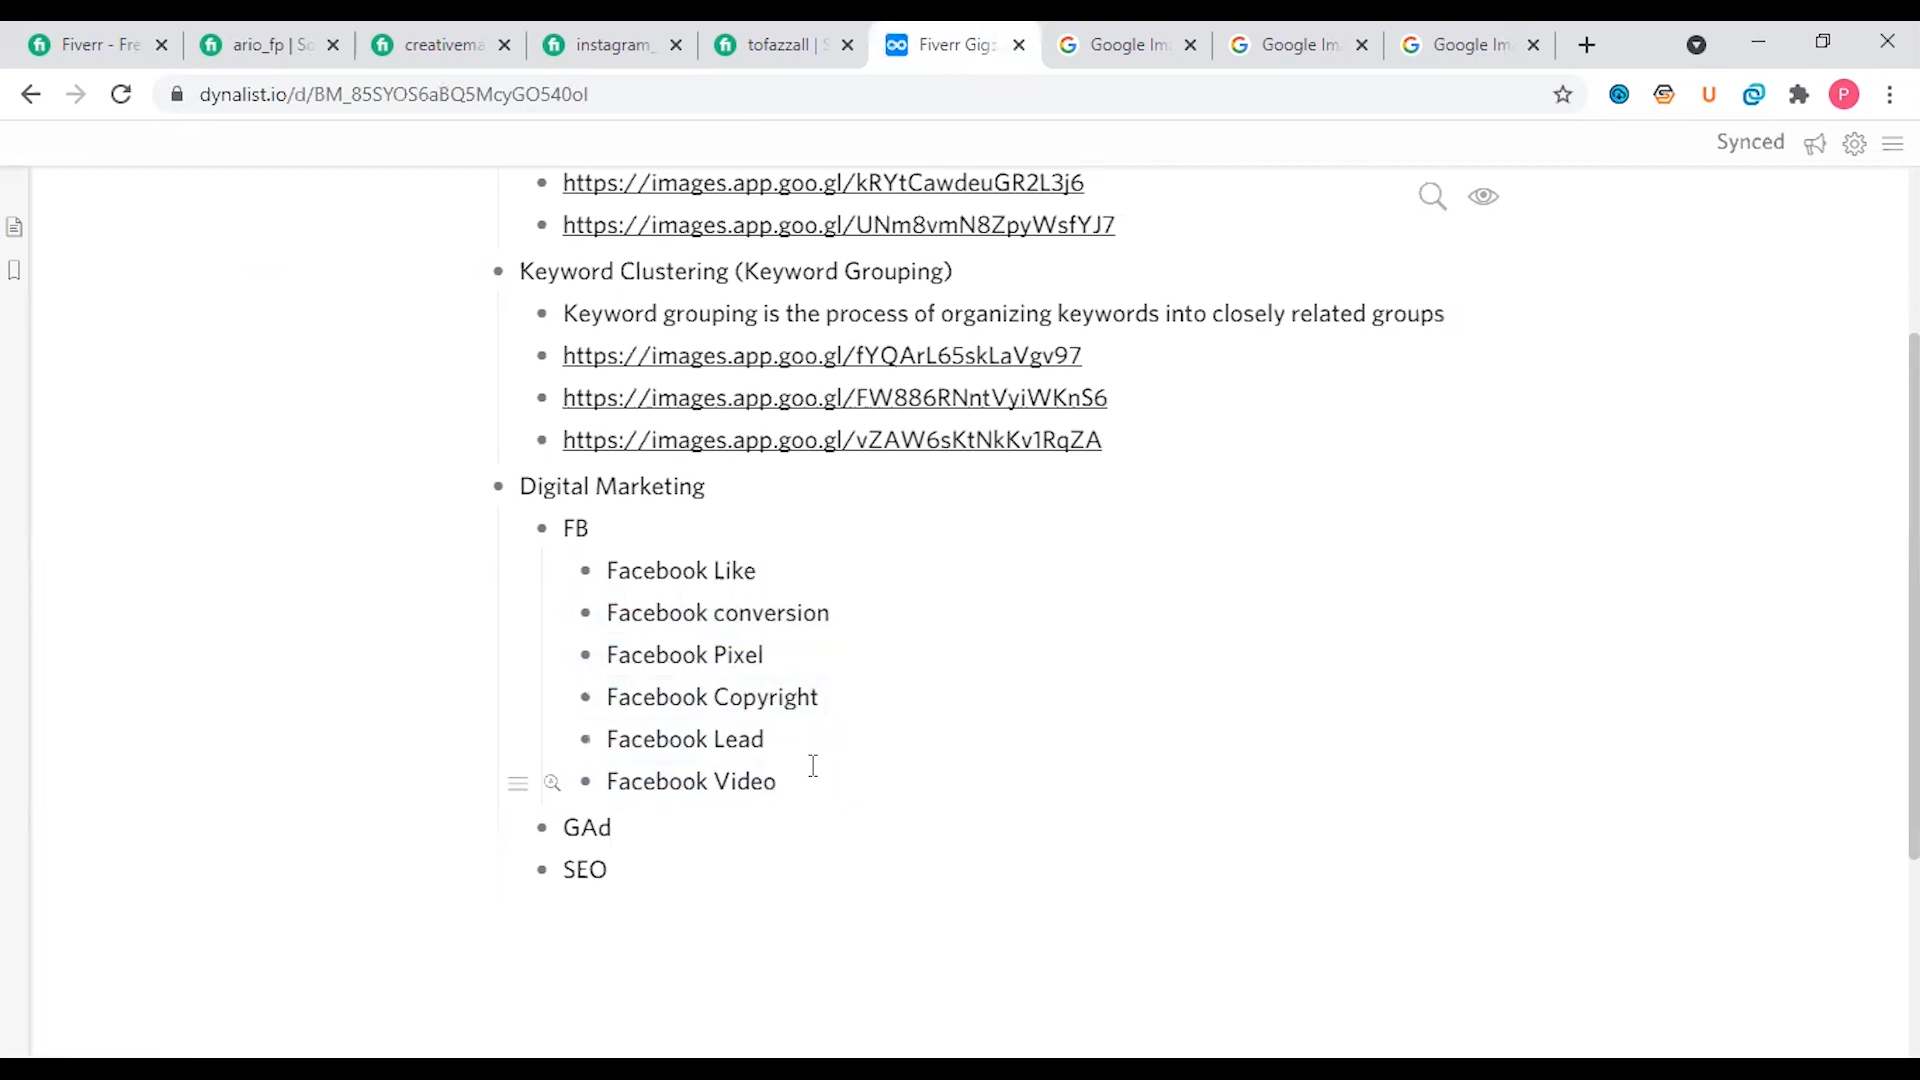 Fiverr - Fre
ario_fp | So
creativema
instagram_
tofazzall | S
Fiverr Gigz
Google Im
Google Im
Google Im
dynalist.io/d/BM_85SYOS6aBQ5McyGO540oI
U
P
Synced
https://images.app.goo.gl/kRYtCawdeuGR2L3j6
https://images.app.goo.gl/UNm8vmN8ZpyWsfYJ7
Keyword Clustering (Keyword Grouping)
Keyword grouping is the process of organizing keywords into closely related groups
https://images.app.goo.gl/fYQArL65skLaVgv97
https://images.app.goo.gl/FW886RNntVyiWKnS6
https://images.app.goo.gl/vZAW6sKtNkKv1RqZA
Digital Marketing
FB
Facebook Like
Facebook conversion
Facebook Pixel
Facebook Copyright
Facebook Lead
Facebook Video
GAd
SEO